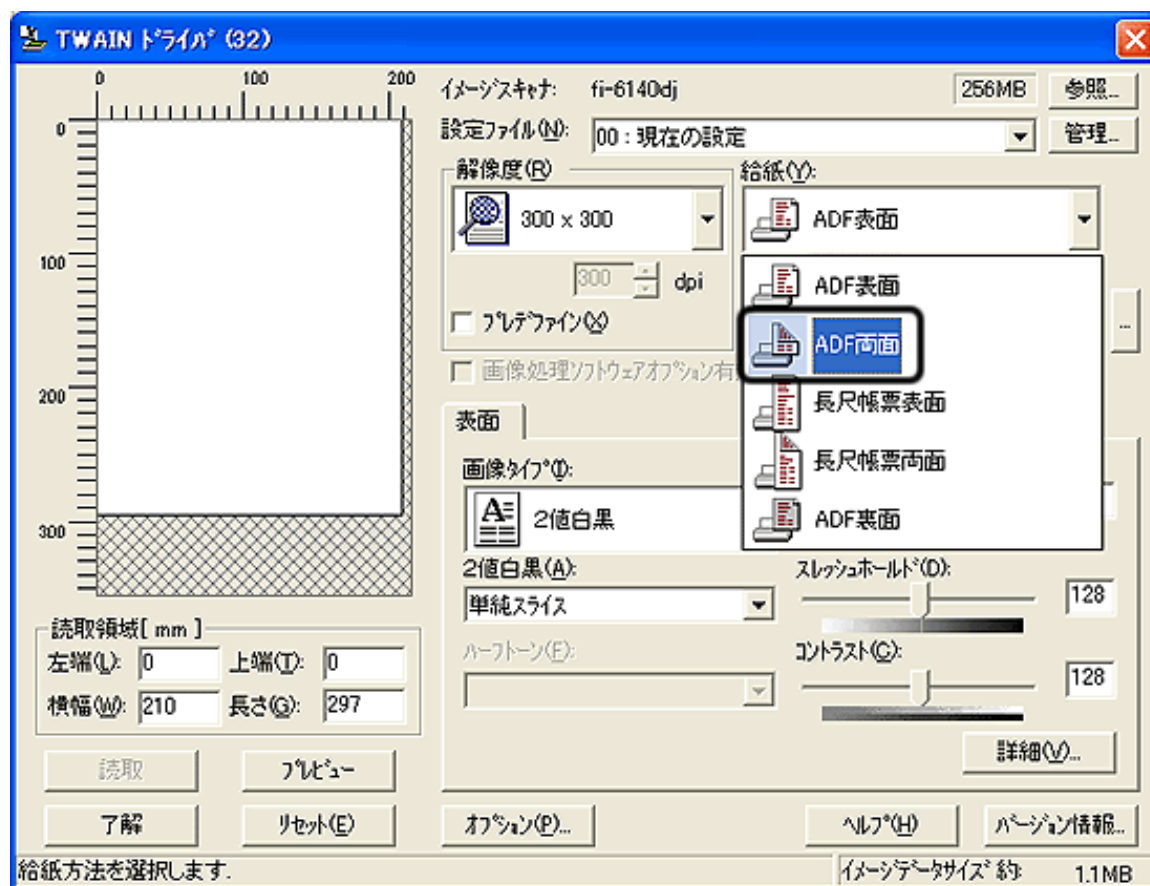 TWAIN ドライバ (32)
0 100 200
イメージスキャナ: fi-6140dj 256MB 参照...
0
設定ファイル(N): 00 : 現在の設定 管理...
解像度(R)
給紙(Y):
300 x 300
ADF表面
100
300 dpi
ADF表面
プレデファイン(X)
...
ADF両面
画像処理ソフトウェアオプション有
200
長尺帳票表面
表面
長尺帳票両面
画像タイプ(I):
2値白黒
ADF裏面
300
2値白黒(A):
スレッシュホールド(D):
単純スライス
128
読取領域[ mm ]
左端(L): 0 上端(T): 0
ハーフトーン(F):
コントラスト(C):
128
横幅(W): 210 長さ(G): 297
詳細(V)...
読取 プレビュー
了解 リセット(E) オプション(P)... ヘルプ(H) バージョン情報...
給紙方法を選択します. イメージデータサイズ 約: 1.1MB